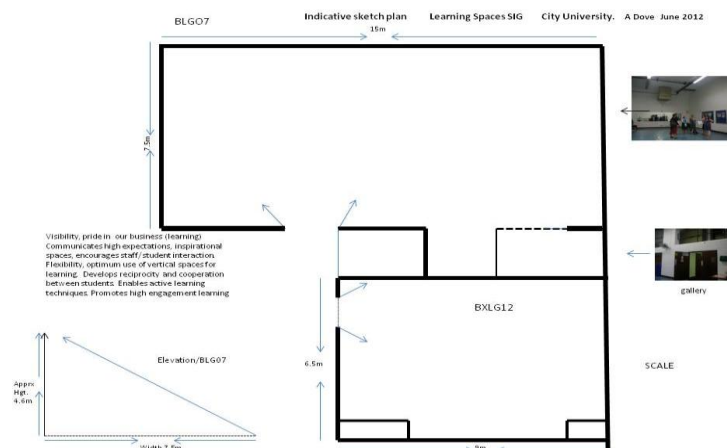 BLG07
Indicative sketch plan Learning Spaces SIG City University. A Dove June 2012
15m
7.5m
Visibility, pride in our business (learning)
Communicates high expectations, inspirational
spaces, encourages staff/student interaction.
Flexibility, optimum use of vertical spaces for
learning. Develops reciprocity and cooperation
between students. Enables active learning
techniques. Promotes high engagement learning
gallery
BXLG12
6.5m
SCALE
Elevation/BLG07
Apprx
Hgt.
4.6m
Width 7.5m
9m